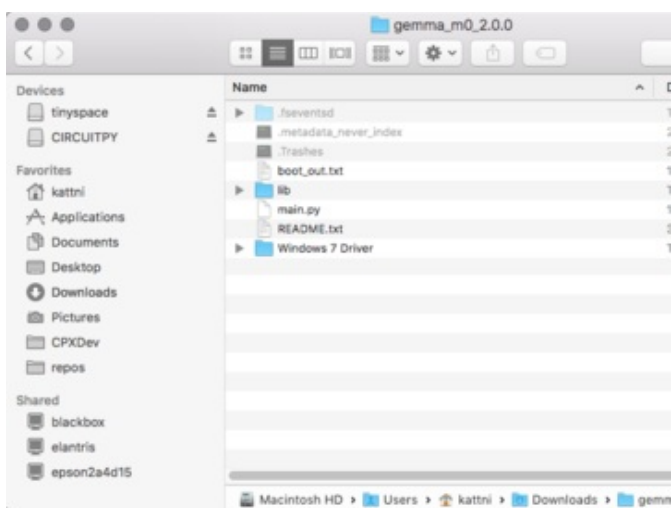 gemma_m0_2.0.0
Devices
tinyspace
CIRCUITPY
Favorites
kattni
Applications
Documents
Desktop
Downloads
Pictures
CPXDev
repos
Shared
blackbox
elantris
epson2a4d15
Name
.fseventsd
.metadata_never_index
.Trashes
boot_out.txt
lib
main.py
README.txt
Windows 7 Driver
Macintosh HD Users kattni Downloads gemm